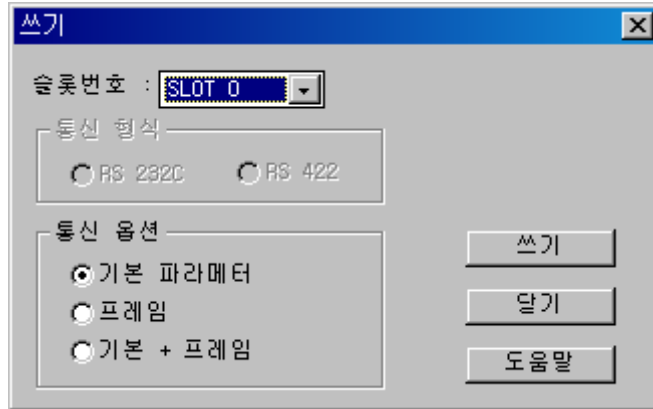 쓰기
슬롯번호 : SLOT 0
통신 형식
RS 232C RS 422
통신 옵션
기본 파라메터
프레임
기본 + 프레임
쓰기
닫기
도움말